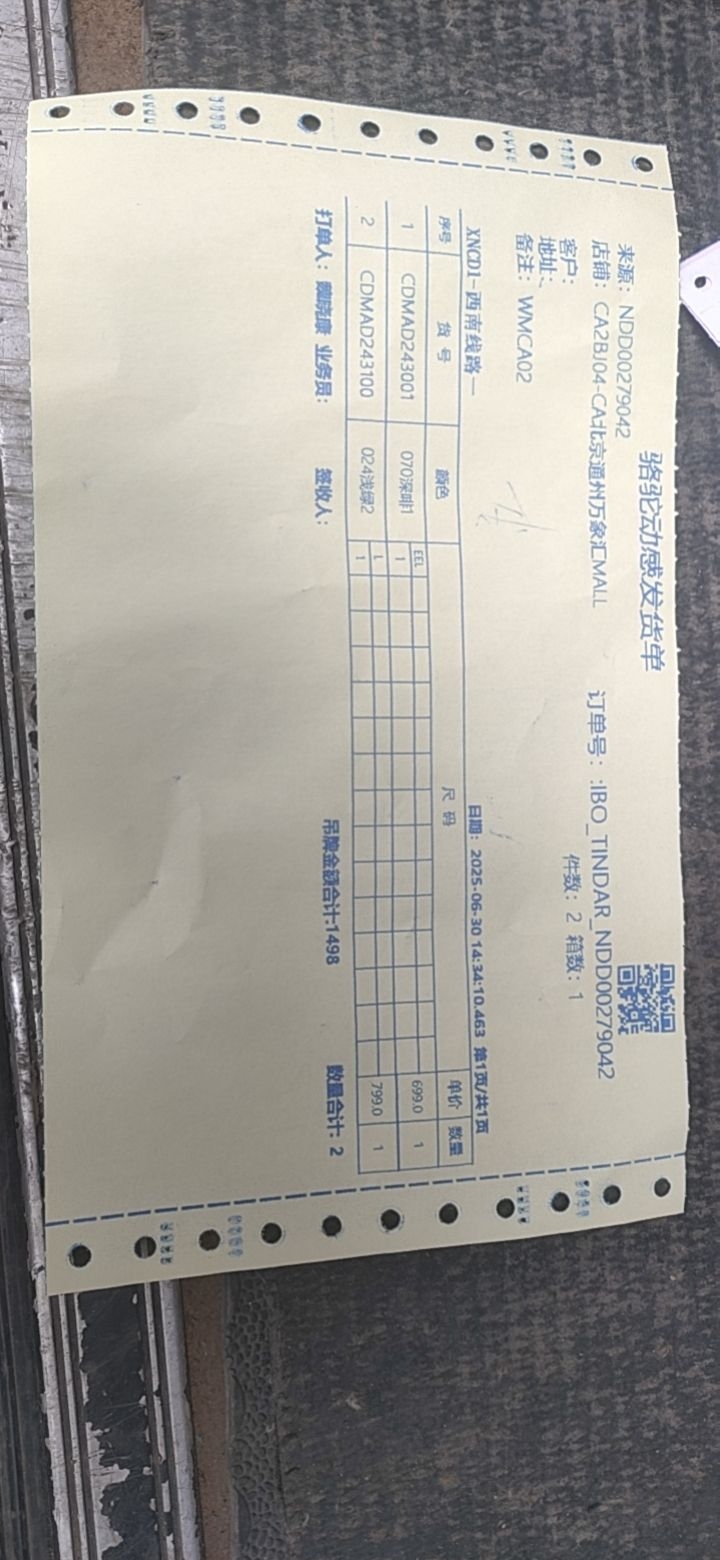 骆驼动感发货单
来源：NDD00279042
订单号：:IBO_TINDAR_NDD00279042
店铺：CA2BJ04-CA北京通州万象汇MALL
件数：2 箱数：1
客户：
地址：
备注：WMCA02
XNCD1-西南线路一 日期：2025-06-30 14:34:10.463 第1页/共1页
序号 货号 颜色 尺码 单价 数量
EEL
1 CDMAD243001 070深啡1 1 699.0 1
L
2 CDMAD243100 024浅绿2 1 799.0 1
打单人：魏晓康 业务员： 签收人： 吊牌金额合计:1498 数量合计: 2